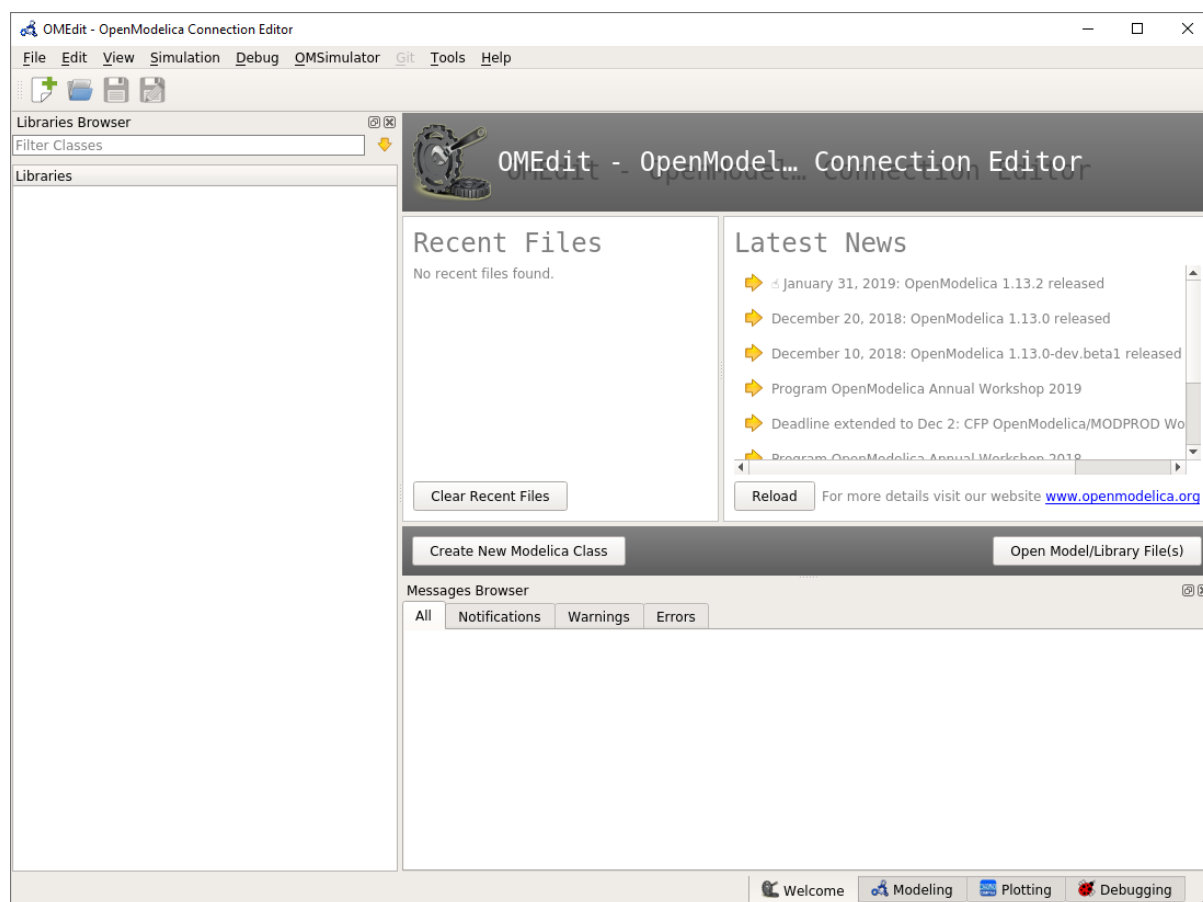 OMEdit - OpenModelica Connection Editor
File Edit View Simulation Debug OMSimulator Git Tools Help
Libraries Browser
Filter Classes
Libraries
OMEdit - OpenModel… Connection Editor
Recent Files
No recent files found.
Clear Recent Files
Latest News
January 31, 2019: OpenModelica 1.13.2 released
December 20, 2018: OpenModelica 1.13.0 released
December 10, 2018: OpenModelica 1.13.0-dev.beta1 released
Program OpenModelica Annual Workshop 2019
Deadline extended to Dec 2: CFP OpenModelica/MODPROD Wo
Program OpenModelica Annual Workshop 2018
Reload For more details visit our website www.openmodelica.org
Create New Modelica Class Open Model/Library File(s)
Messages Browser
All Notifications Warnings Errors
Welcome Modeling Plotting Debugging